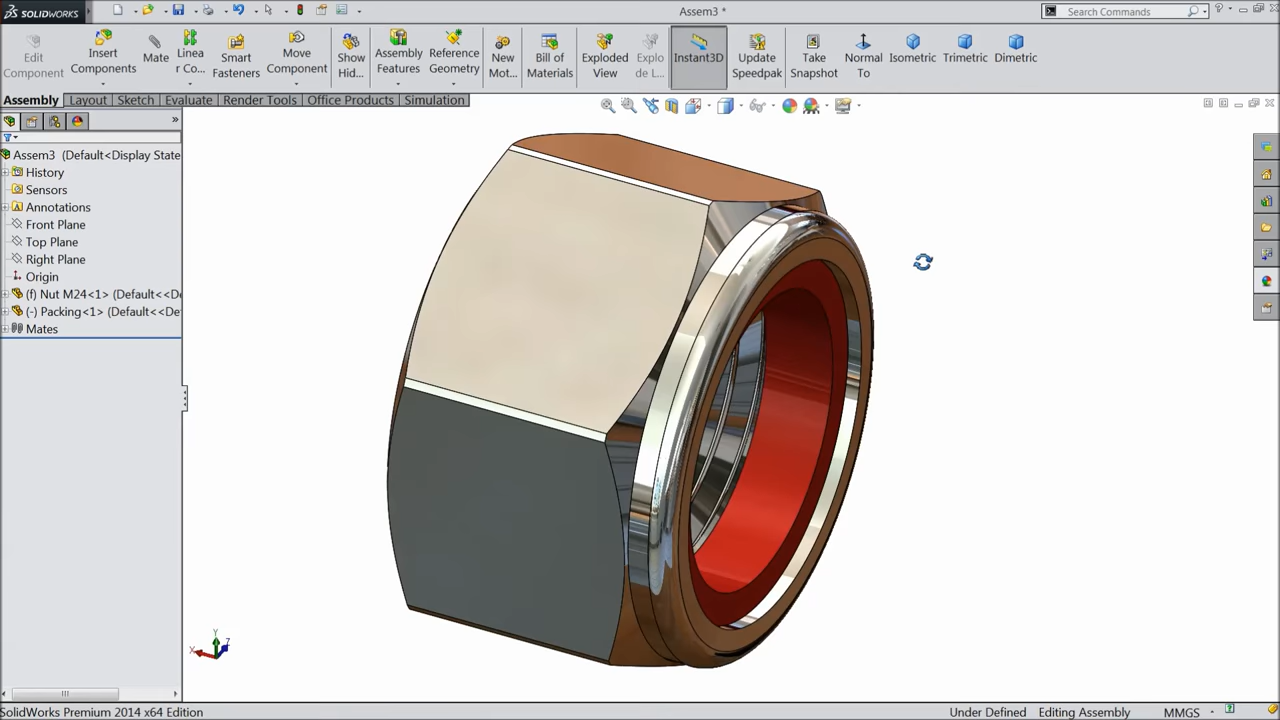 SOLIDWORKS
Assem3 *
Search Commands
Edit Component
Insert Components
Mate
Linea r Co...
Smart Fasteners
Move Component
Show Hid...
Assembly Features
Reference Geometry
New Mot...
Bill of Materials
Exploded View
Explo de L...
Instant3D
Update Speedpak
Take Snapshot
Normal To
Isometric
Trimetric
Dimetric
Assembly
Layout
Sketch
Evaluate
Render Tools
Office Products
Simulation
Assem3 (Default<Display State
History
Sensors
Annotations
Front Plane
Top Plane
Right Plane
Origin
(f) Nut M24<1> (Default<<De
(-) Packing<1> (Default<<De
Mates
X
Y
Z
SolidWorks Premium 2014 x64 Edition
Under Defined
Editing Assembly
MMGS